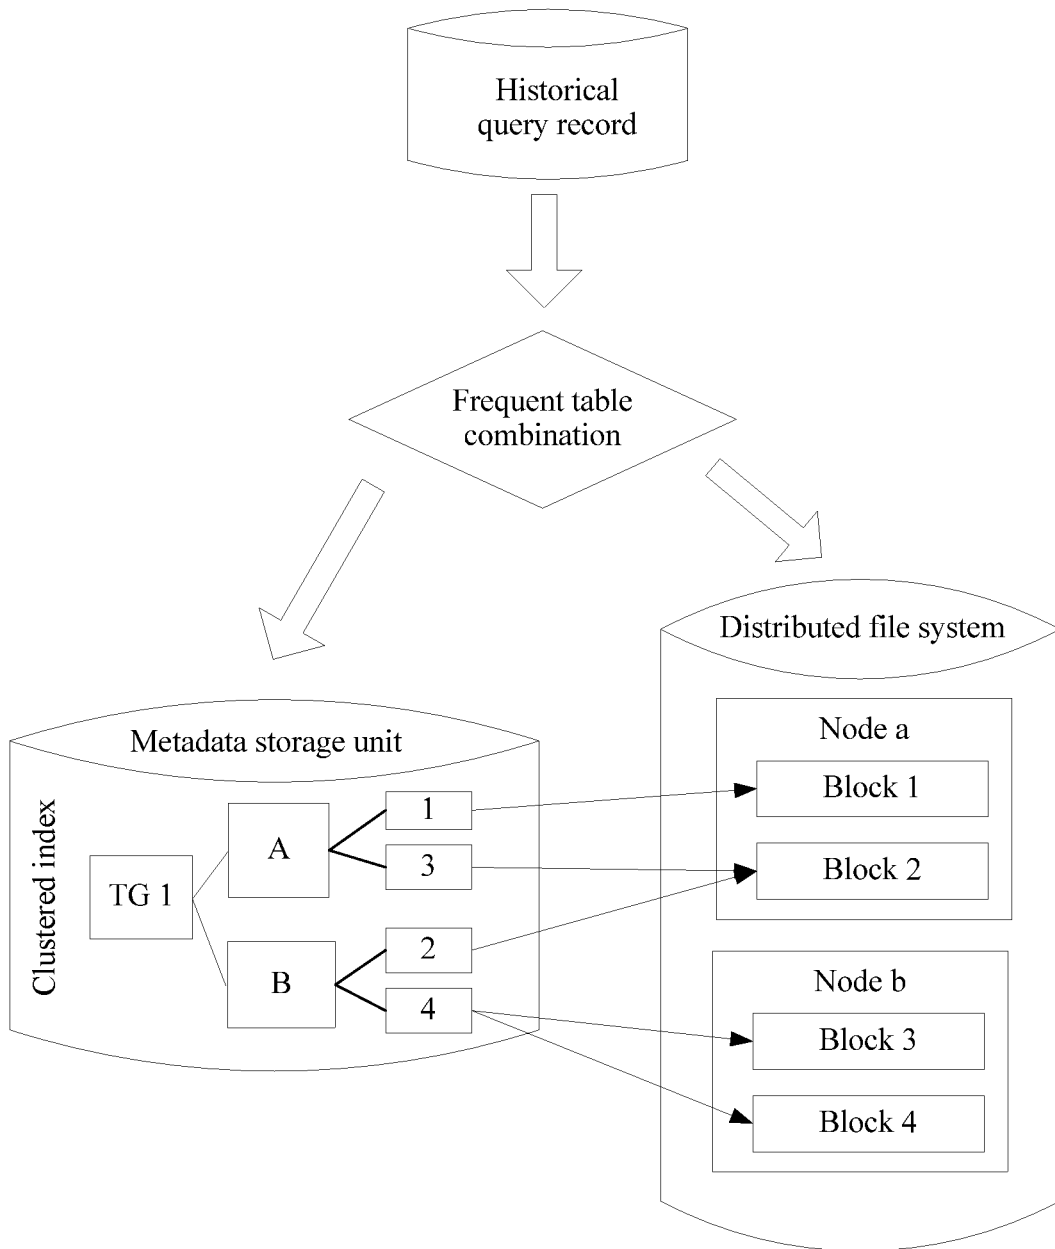 Historical
query record
Frequent table
combination
Distributed file system
Metadata storage unit
Clustered index
TG 1
A
1
3
B
2
4
Node a
Block 1
Block 2
Node b
Block 3
Block 4